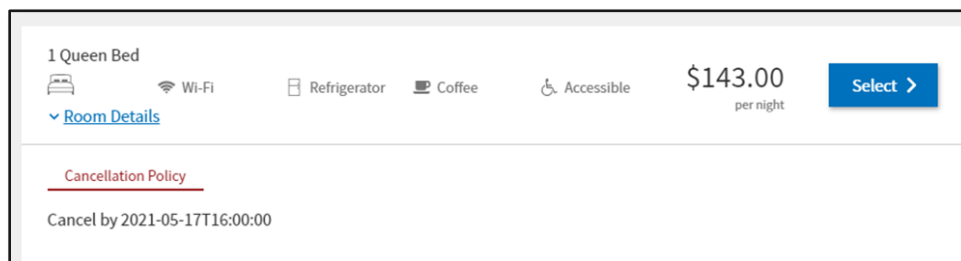 1 Queen Bed
Wi-Fi Refrigerator Coffee Accessible $143.00 per night Select
Room Details
Cancellation Policy
Cancel by 2021-05-17T16:00:00